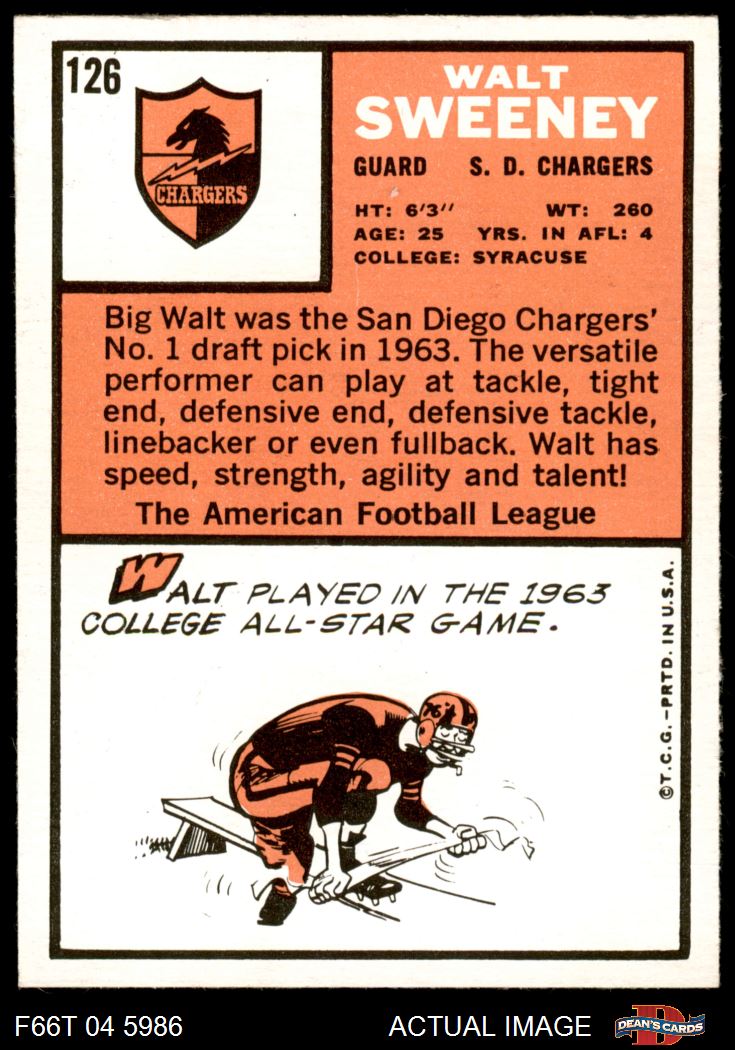 126
CHARGERS
WALT
SWEENEY
GUARD S. D. CHARGERS
HT: 6'3" WT: 260
AGE: 25 YRS. IN AFL: 4
COLLEGE: SYRACUSE
Big Walt was the San Diego Chargers'
No. 1 draft pick in 1963. The versatile
performer can play at tackle, tight
end, defensive end, defensive tackle,
linebacker or even fullback. Walt has
speed, strength, agility and talent!
The American Football League
WALT PLAYED IN THE 1963
COLLEGE ALL-STAR GAME.
©T.C.G.-PRTD. IN U.S.A.
F66T 04 5986 ACTUAL IMAGE
D
DEAN'S CARDS